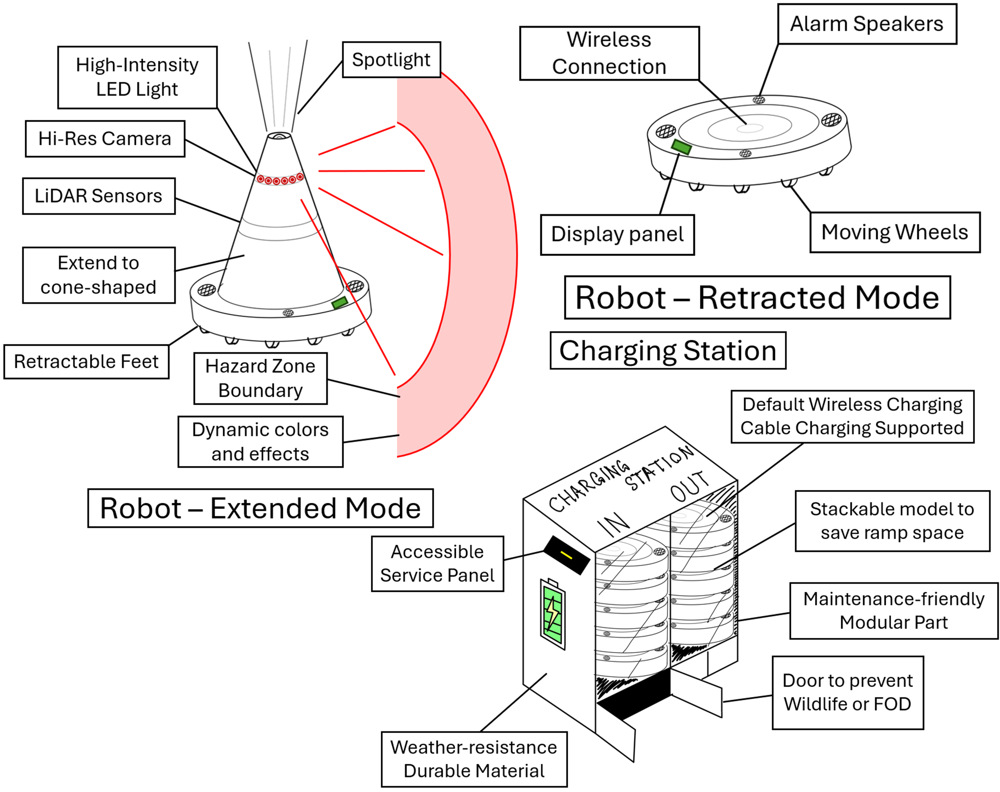 High-Intensity
LED Light
Spotlight
Hi-Res Camera
LiDAR Sensors
Extend to
cone-shaped
Retractable Feet
Hazard Zone
Boundary
Dynamic colors
and effects
Robot – Extended Mode
Wireless
Connection
Alarm Speakers
Display panel
Moving Wheels
Robot – Retracted Mode
Charging Station
Default Wireless Charging
Cable Charging Supported
CHARGING STATION
IN OUT
Stackable model to
save ramp space
Accessible
Service Panel
Maintenance-friendly
Modular Part
Door to prevent
Wildlife or FOD
Weather-resistance
Durable Material